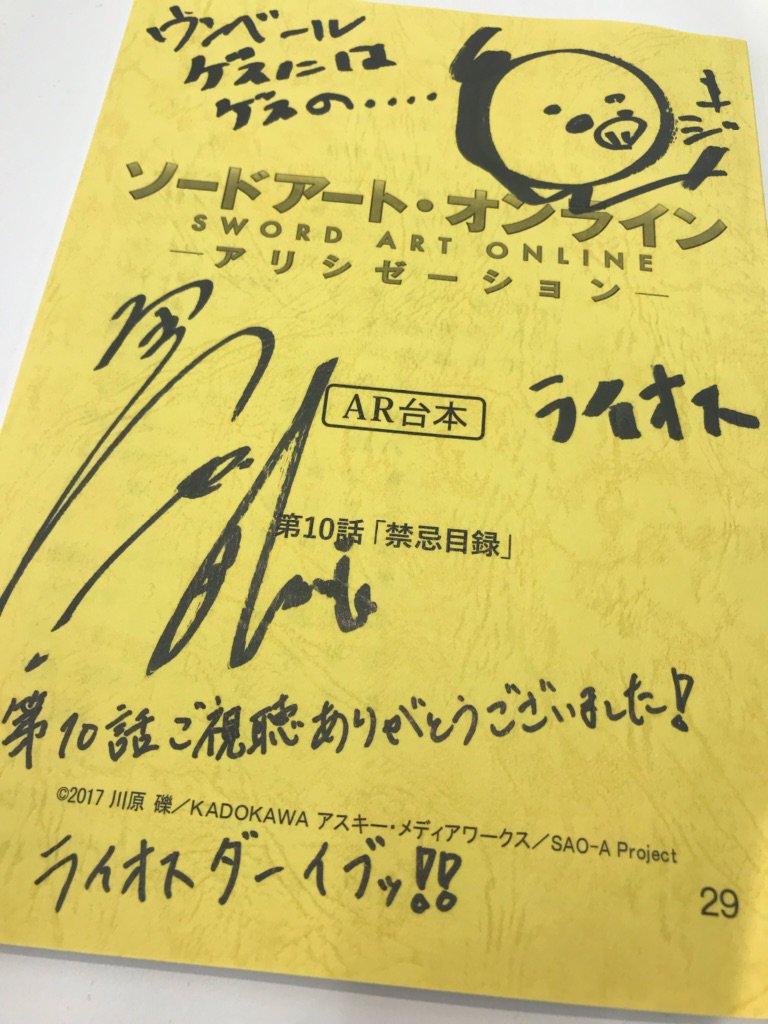 ウンベール
ゲスには
ゲスの・・・・
キジ
ソードアート・オンライン
SWORD ART ONLINE
―アリシゼーション―
AR台本
ライオス
第10話「禁忌目録」
第10話ご視聴ありがとうございました!
©2017 川原 礫／KADOKAWA アスキー・メディアワークス／SAO-A Project
ライオスダーイブッ!!
29